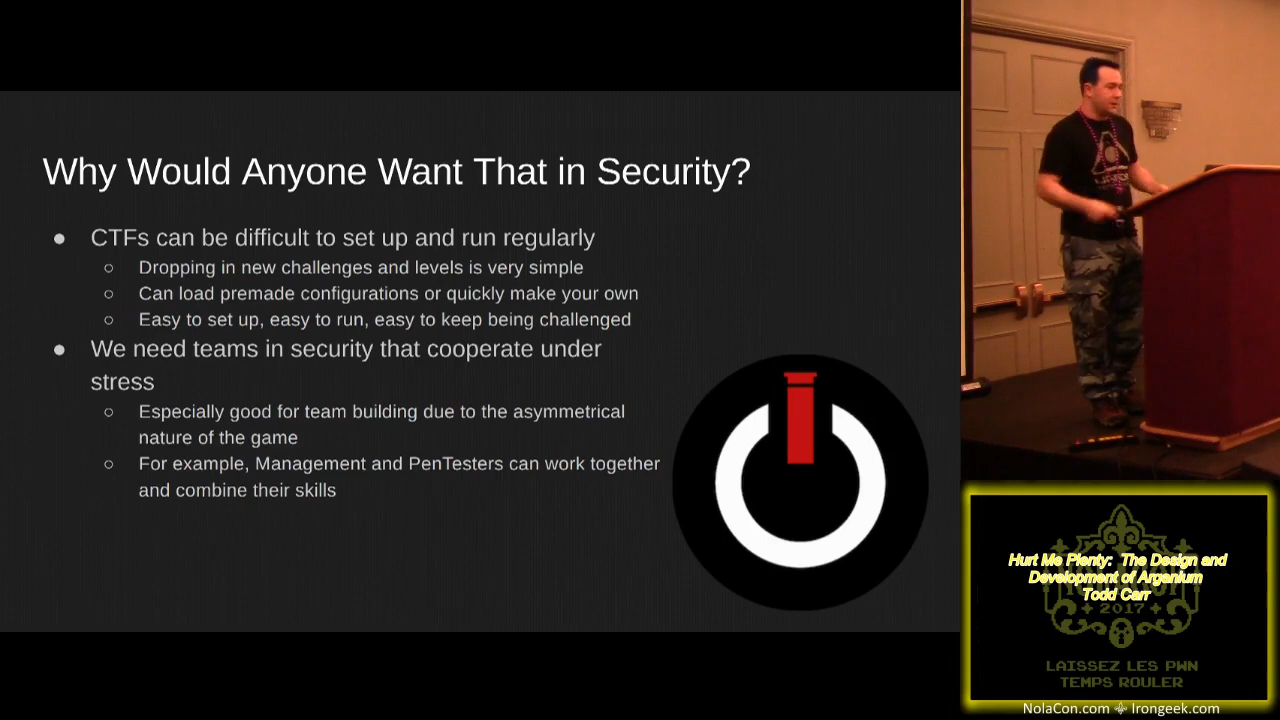 Why Would Anyone Want That in Security?
● CTFs can be difficult to set up and run regularly
○ Dropping in new challenges and levels is very simple
○ Can load premade configurations or quickly make your own
○ Easy to set up, easy to run, easy to keep being challenged
● We need teams in security that cooperate under
stress
○ Especially good for team building due to the asymmetrical
nature of the game
○ For example, Management and PenTesters can work together
and combine their skills
Hurt Me Plenty: The Design and
Development of Arganium
Todd Carr
2017
LAISSEZ LES PWN
TEMPS ROULER
NolaCon.com ⚜ Irongeek.com